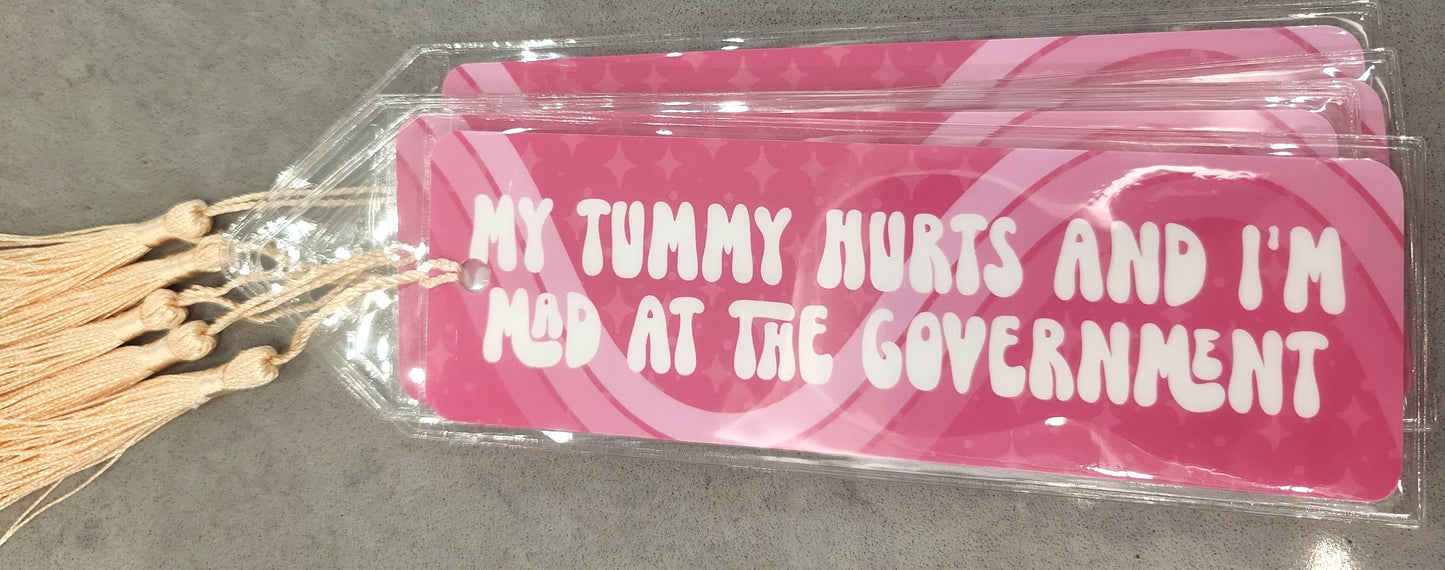 MY TUMMY HURTS AND I'M
MAD AT THE GOVERNMENT